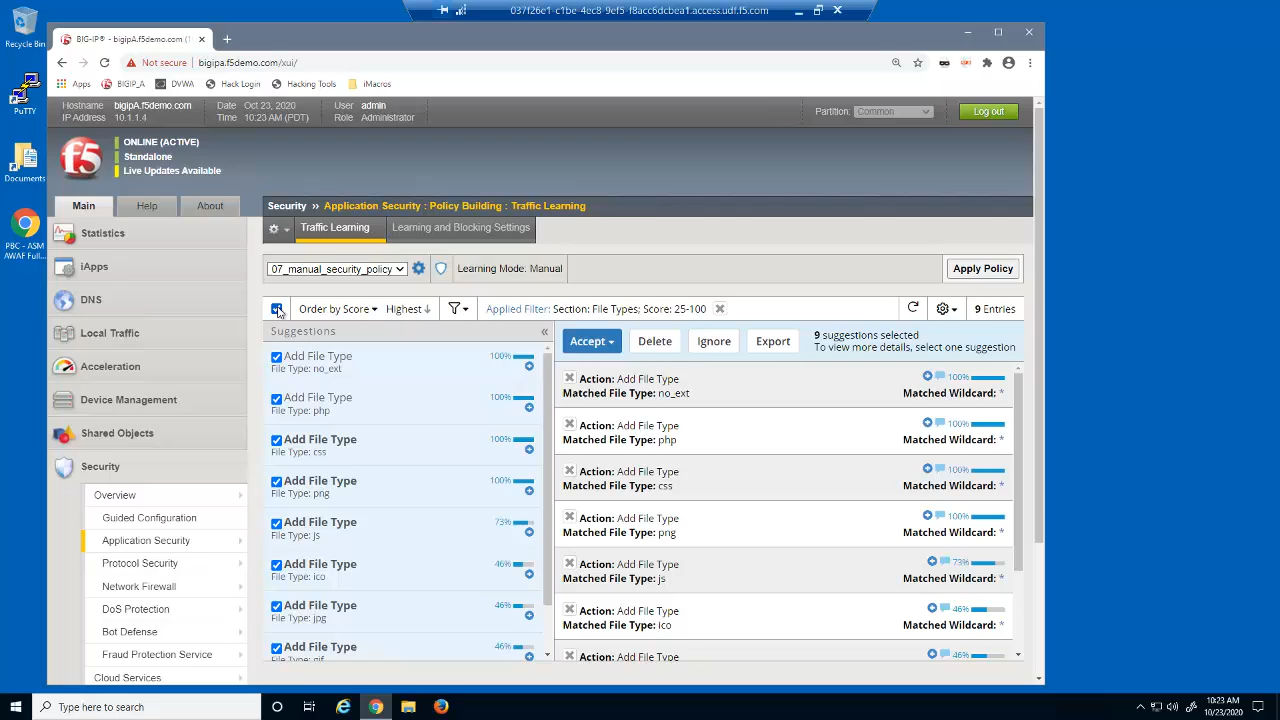 037f26e1-c1be-4ec8-9ef5-f8acc6dcbea1.access.udf.f5.com
Recycle Bin
PuTTY
Documents
PBC - ASM
AWAF Full...
BIG-IP® - bigipA.f5demo.com (1
Not secure
bigipa.f5demo.com/xui/
Apps
BIGIP_A
DVWA
Hack Login
Hacking Tools
iMacros
Hostname bigipA.f5demo.com
IP Address 10.1.1.4
Date Oct 23, 2020
Time 10:23 AM (PDT)
User admin
Role Administrator
Partition: Common
Log out
f5
ONLINE (ACTIVE)
Standalone
Live Updates Available
Main
Help
About
Statistics
iApps
DNS
Local Traffic
Acceleration
Device Management
Shared Objects
Security
Overview
Guided Configuration
Application Security
Protocol Security
Network Firewall
DoS Protection
Bot Defense
Fraud Protection Service
Cloud Services
Security » Application Security : Policy Building : Traffic Learning
Traffic Learning
Learning and Blocking Settings
07_manual_security_policy
Learning Mode: Manual
Apply Policy
Order by Score
Highest
Applied Filter: Section: File Types; Score: 25-100
9 Entries
Suggestions
Add File Type 100%
File Type: no_ext
Add File Type 100%
File Type: php
Add File Type 100%
File Type: css
Add File Type 100%
File Type: png
Add File Type 73%
File Type: js
Add File Type 46%
File Type: ico
Add File Type 46%
File Type: jpg
Add File Type 46%
File Type: gif
Accept
Delete
Ignore
Export
9 suggestions selected
To view more details, select one suggestion
Action: Add File Type 100%
Matched File Type: no_ext Matched Wildcard: *
Action: Add File Type 100%
Matched File Type: php Matched Wildcard: *
Action: Add File Type 100%
Matched File Type: css Matched Wildcard: *
Action: Add File Type 100%
Matched File Type: png Matched Wildcard: *
Action: Add File Type 73%
Matched File Type: js Matched Wildcard: *
Action: Add File Type 46%
Matched File Type: ico Matched Wildcard: *
Action: Add File Type 46%
Type here to search
10:23 AM
10/23/2020